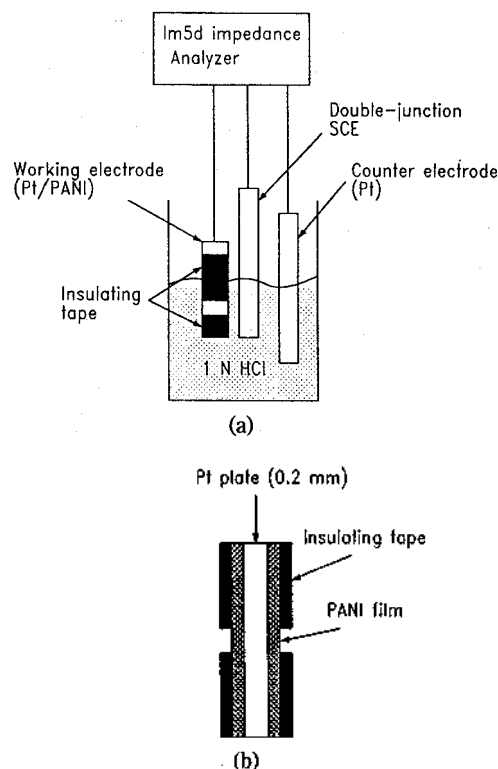 Im5d impedance
Analyzer
Double-junction
SCE
Working electrode
(Pt/PANI)
Counter electrode
(Pt)
Insulating
tape
1 N HCl
(a)
Pt plate (0.2 mm)
Insulating tape
PANI film
(b)